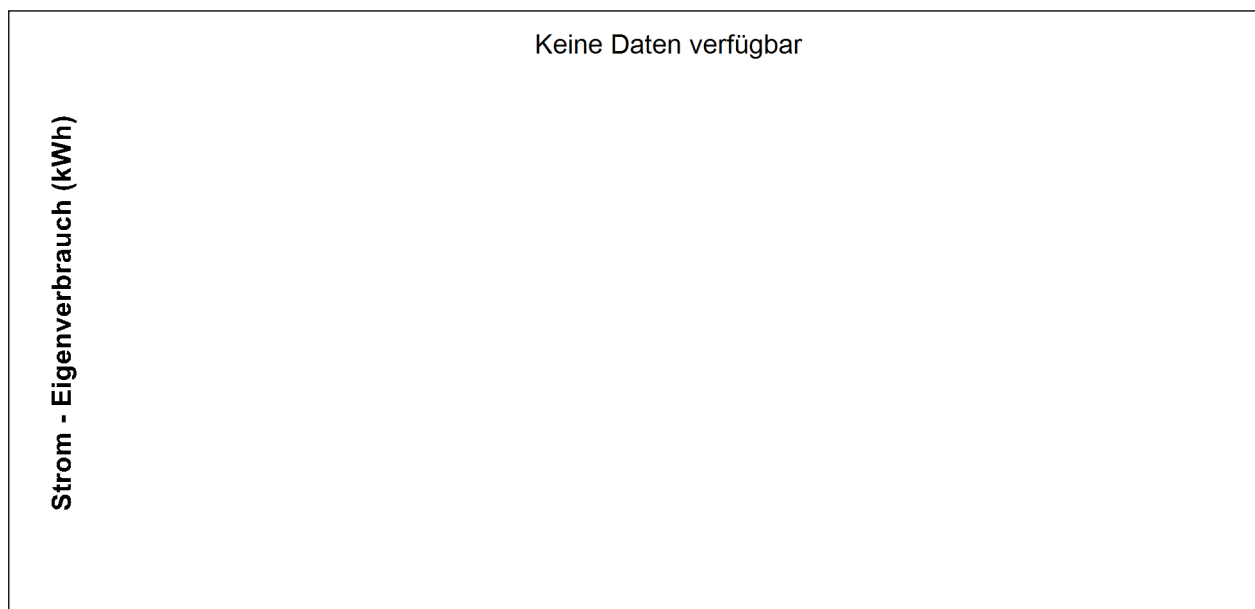 Keine Daten verfügbar
Strom - Eigenverbrauch (kWh)